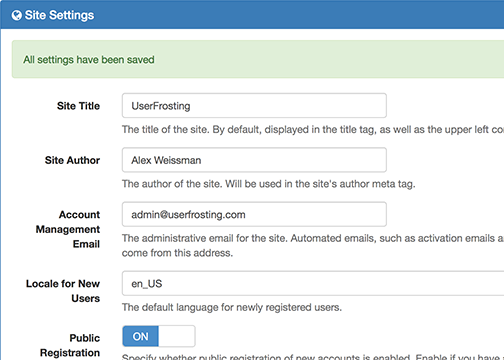 Site Settings
All settings have been saved
Site Title
UserFrosting
The title of the site. By default, displayed in the title tag, as well as the upper left
Site Author
Alex Weissman
The author of the site. Will be used in the site's author meta tag.
Account
Management
Email
admin@userfrosting.com
The administrative email for the site. Automated emails, such as activation emails
come from this address.
Locale for New
Users
en_US
The default language for newly registered users.
Public
Registration
ON
Specify whether public registration of new accounts is enabled. Enable if you have